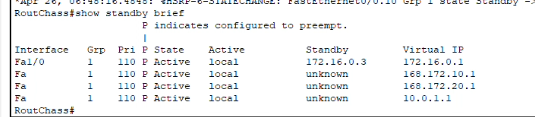 *Apr 26, 06:48:16.4848: %HSRP-6-STATECHANGE: FastEthernet0/0.10 Grp 1 state Standby ->
RoutChass#show standby brief
P indicates configured to preempt.
|
Interface Grp Pri P State Active Standby Virtual IP
Fa1/0 1 110 P Active local 172.16.0.3 172.16.0.1
Fa 1 110 P Active local unknown 168.172.10.1
Fa 1 110 P Active local unknown 168.172.20.1
Fa 1 110 P Active local unknown 10.0.1.1
RoutChass#